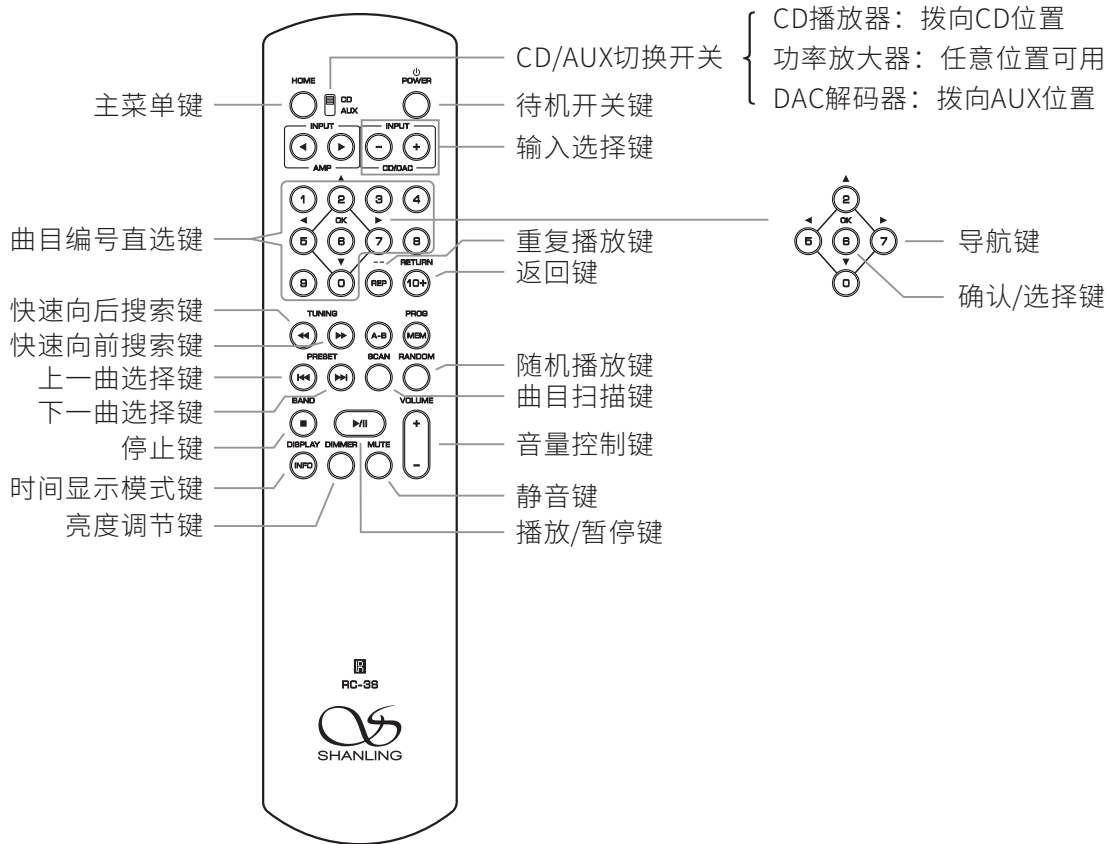 CD播放器：拨向CD位置
CD/AUX切换开关
功率放大器：任意位置可用
DAC解码器：拨向AUX位置
HOME
POWER
主菜单键
CD
AUX
待机开关键
INPUT
INPUT
输入选择键
AMP
CD/DAC
1
2
3
4
OK
曲目编号直选键
5
6
7
8
重复播放键
--
RETURN
返回键
9
0
REP
10+
2
OK
5
6
7
导航键
0
确认/选择键
快速向后搜索键
TUNING
PROG
快速向前搜索键
A-B
MEM
PRESET
SCAN
RANDOM
上一曲选择键
随机播放键
下一曲选择键
曲目扫描键
BAND
VOLUME
停止键
+
-
音量控制键
DISPLAY
DIMMER
MUTE
时间显示模式键
INFO
静音键
亮度调节键
播放/暂停键
IR
RC-36
SHANLING